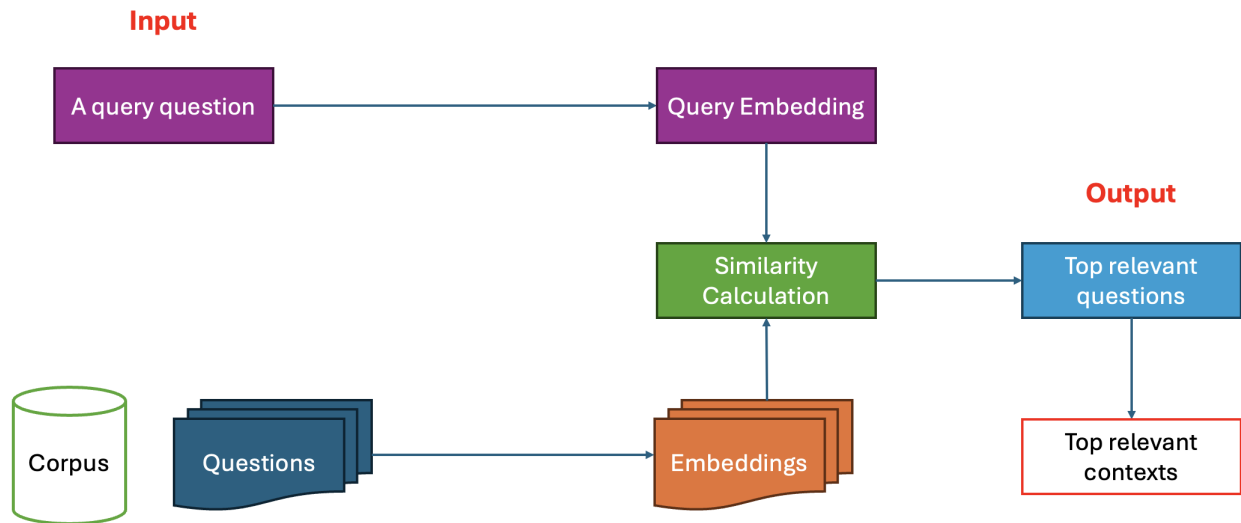 Input
A query question
Query Embedding
Output
Similarity
Calculation
Top relevant
questions
Corpus
Questions
Embeddings
Top relevant
contexts